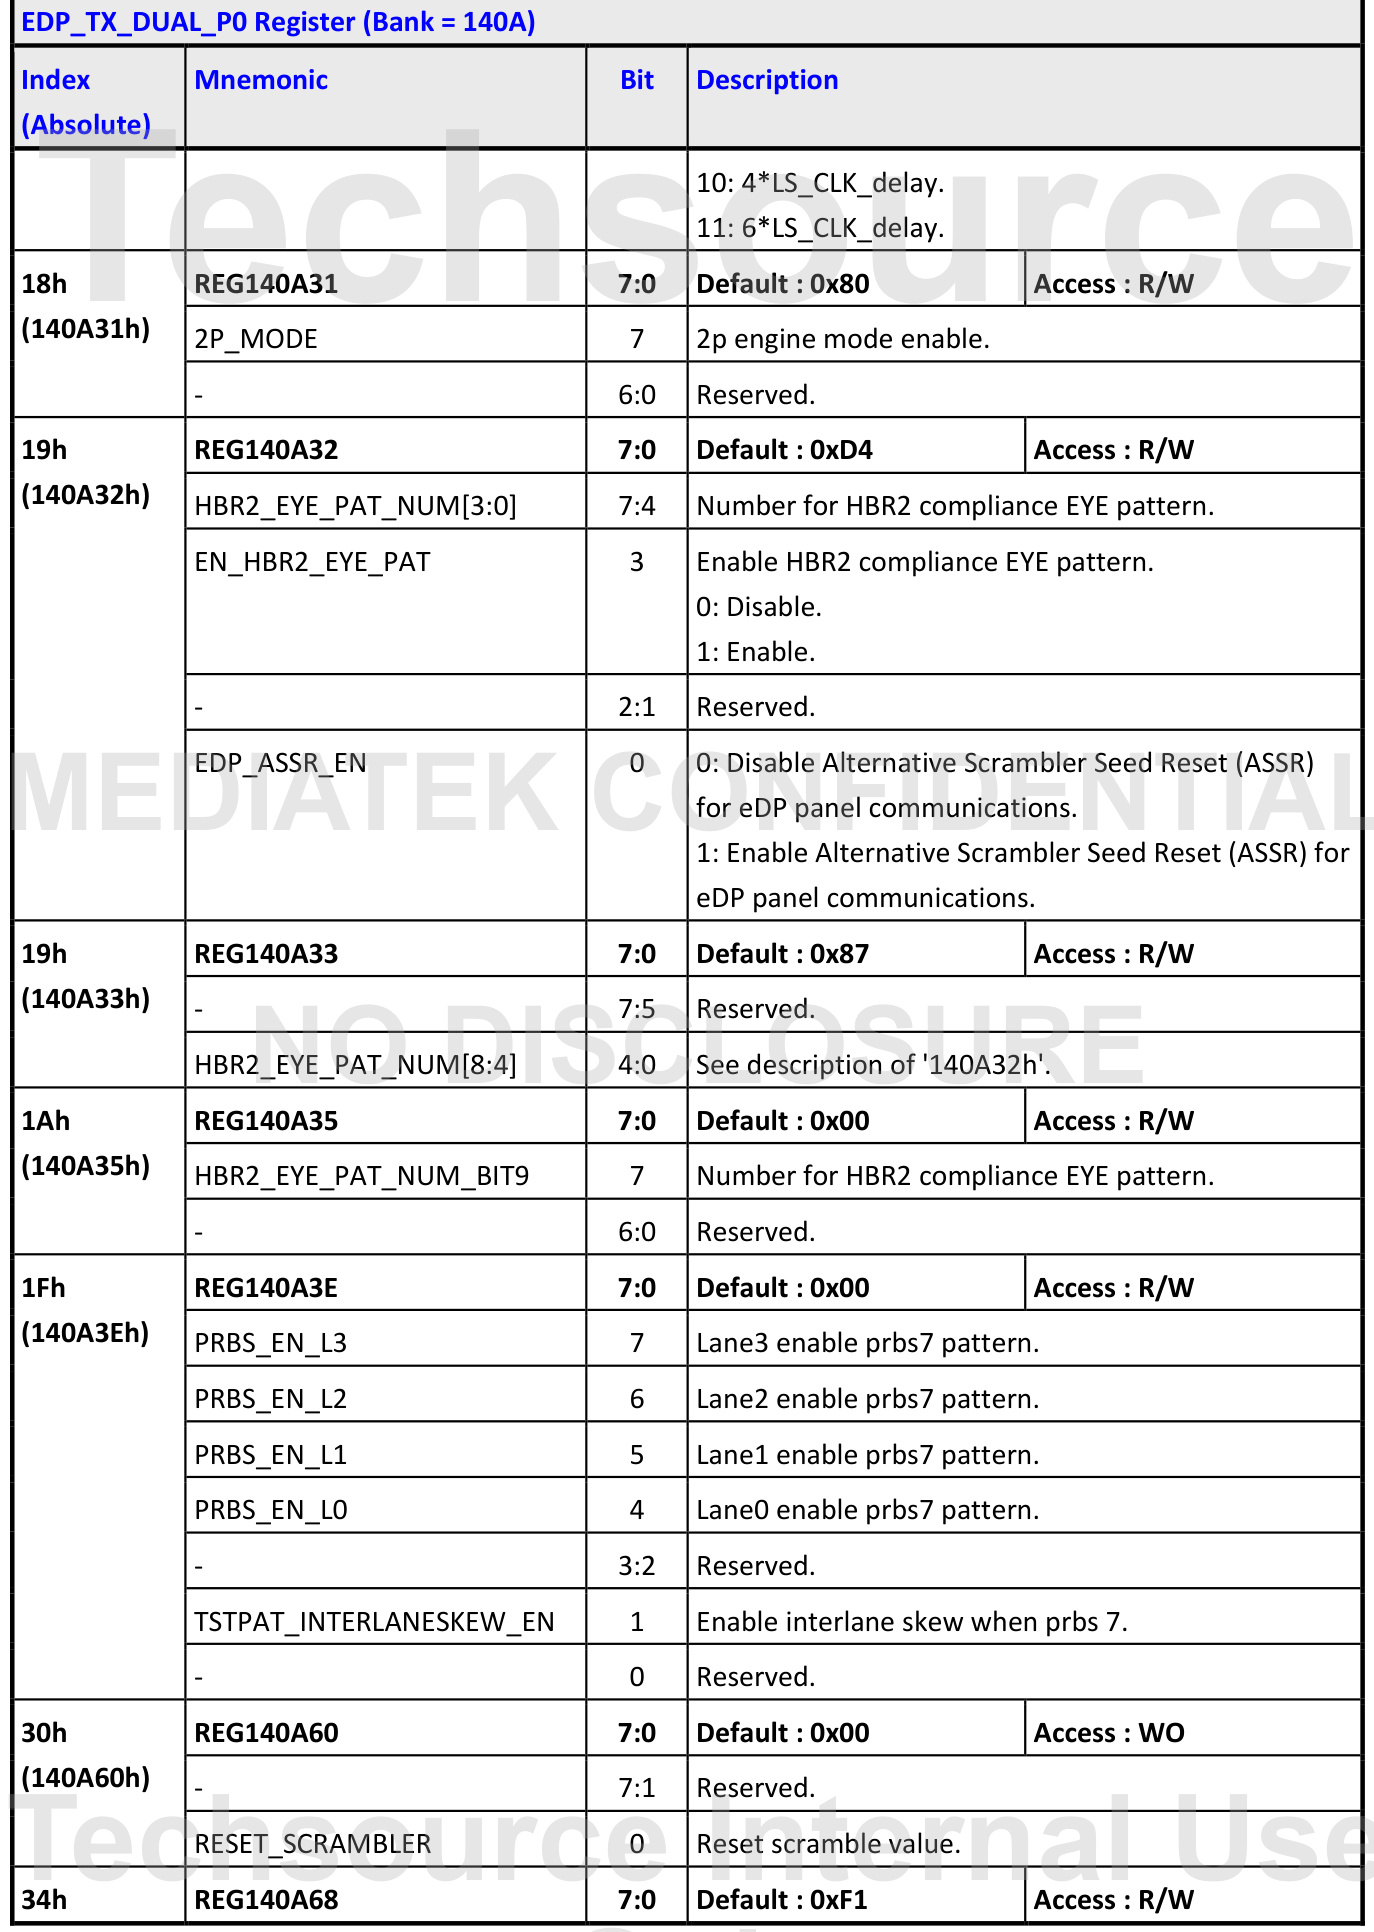 EDP_TX_DUAL_P0 Register (Bank = 140A)
Index (Absolute) Mnemonic Bit Description
10: 4*LS_CLK_delay.
11: 6*LS_CLK_delay.
18h (140A31h) REG140A31 7:0 Default : 0x80 Access : R/W
2P_MODE 7 2p engine mode enable.
- 6:0 Reserved.
19h (140A32h) REG140A32 7:0 Default : 0xD4 Access : R/W
HBR2_EYE_PAT_NUM[3:0] 7:4 Number for HBR2 compliance EYE pattern.
EN_HBR2_EYE_PAT 3 Enable HBR2 compliance EYE pattern.
0: Disable.
1: Enable.
- 2:1 Reserved.
EDP_ASSR_EN 0 0: Disable Alternative Scrambler Seed Reset (ASSR)
for eDP panel communications.
1: Enable Alternative Scrambler Seed Reset (ASSR) for
eDP panel communications.
19h (140A33h) REG140A33 7:0 Default : 0x87 Access : R/W
- 7:5 Reserved.
HBR2_EYE_PAT_NUM[8:4] 4:0 See description of '140A32h'.
1Ah (140A35h) REG140A35 7:0 Default : 0x00 Access : R/W
HBR2_EYE_PAT_NUM_BIT9 7 Number for HBR2 compliance EYE pattern.
- 6:0 Reserved.
1Fh (140A3Eh) REG140A3E 7:0 Default : 0x00 Access : R/W
PRBS_EN_L3 7 Lane3 enable prbs7 pattern.
PRBS_EN_L2 6 Lane2 enable prbs7 pattern.
PRBS_EN_L1 5 Lane1 enable prbs7 pattern.
PRBS_EN_L0 4 Lane0 enable prbs7 pattern.
- 3:2 Reserved.
TSTPAT_INTERLANESKEW_EN 1 Enable interlane skew when prbs 7.
- 0 Reserved.
30h (140A60h) REG140A60 7:0 Default : 0x00 Access : WO
- 7:1 Reserved.
RESET_SCRAMBLER 0 Reset scramble value.
34h REG140A68 7:0 Default : 0xF1 Access : R/W
Techsource
MEDIATEK CONFIDENTIAL
NO DISCLOSURE
Techsource Internal Use